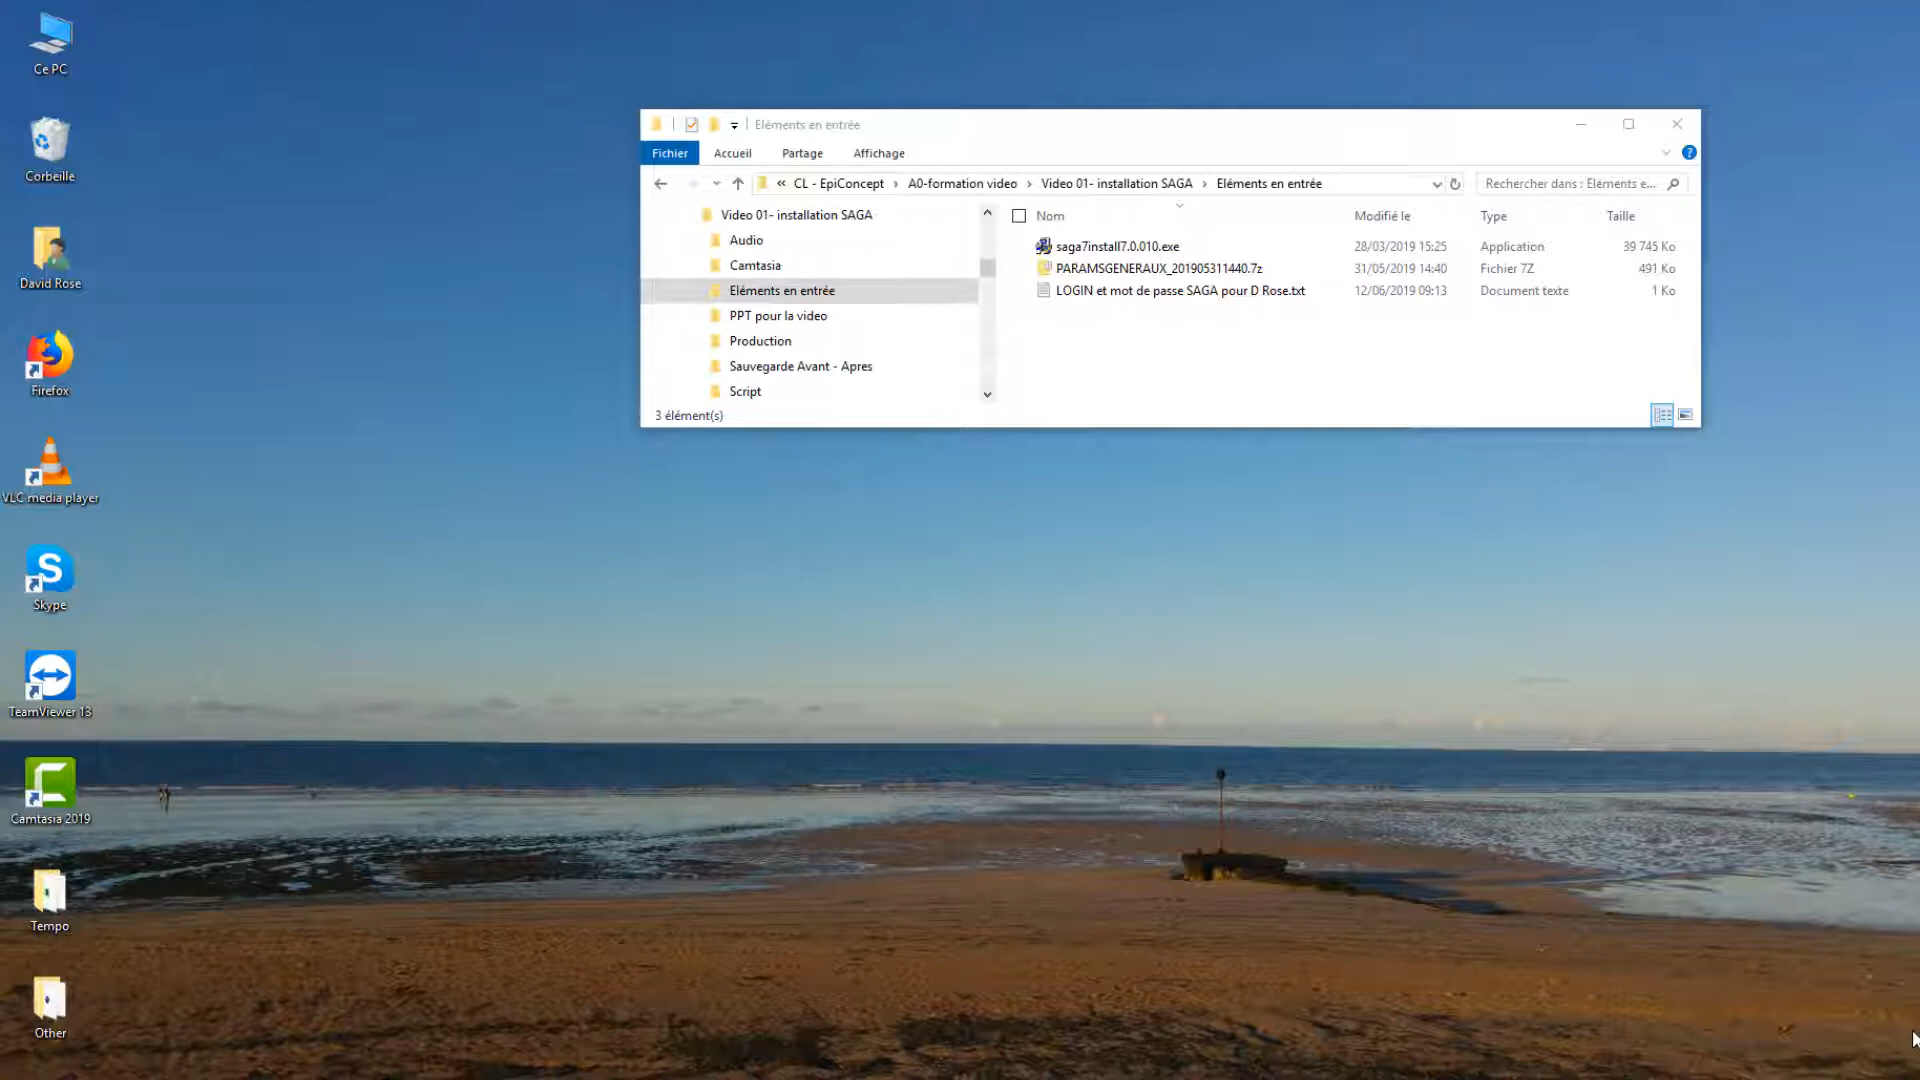 Ce PC
Corbeille
David Rose
Firefox
VLC media player
Skype
TeamViewer 13
Camtasia 2019
Tempo
Other
Eléments en entrée
Fichier Accueil Partage Affichage
« CL - EpiConcept › A0-formation video › Video 01- installation SAGA › Eléments en entrée
Rechercher dans : Eléments e...
Video 01- installation SAGA
Audio
Camtasia
Eléments en entrée
PPT pour la video
Production
Sauvegarde Avant - Apres
Script
Nom Modifié le Type Taille
saga7install7.0.010.exe 28/03/2019 15:25 Application 39 745 Ko
PARAMSGENERAUX_201905311440.7z 31/05/2019 14:40 Fichier 7Z 491 Ko
LOGIN et mot de passe SAGA pour D Rose.txt 12/06/2019 09:13 Document texte 1 Ko
3 élément(s)